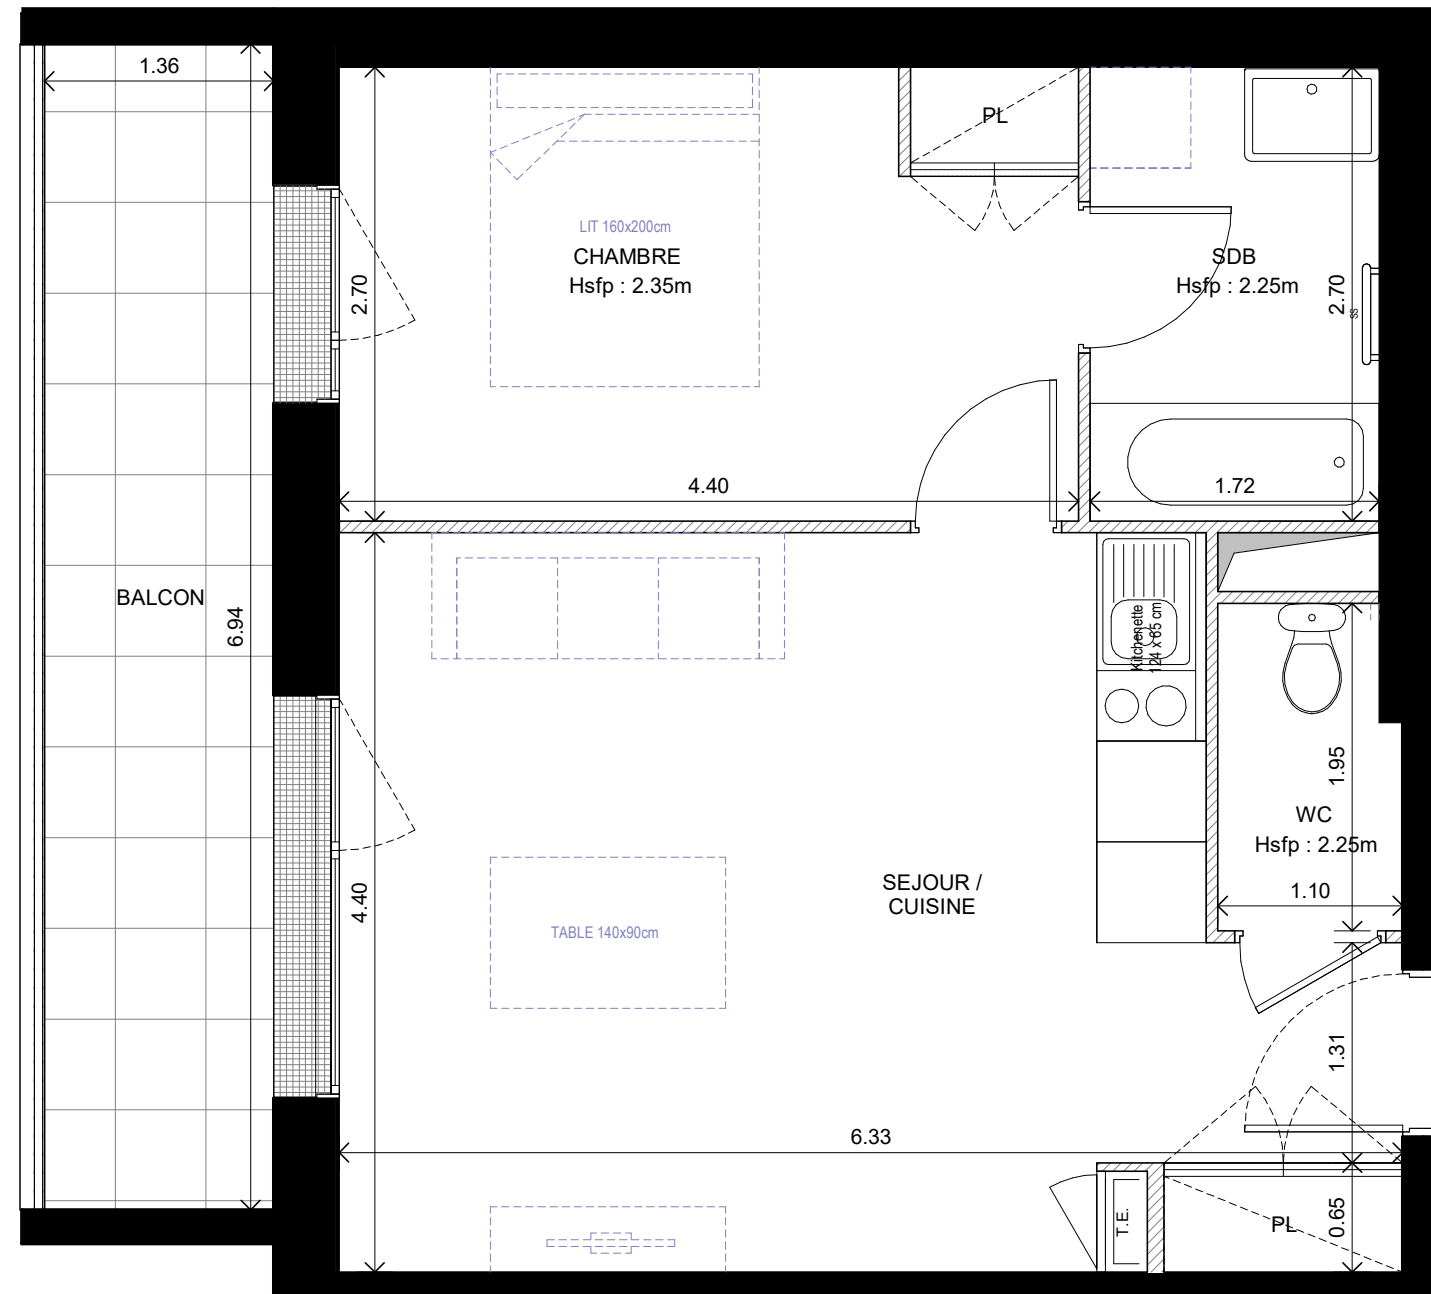 1.36
PL
LIT 160x200cm
CHAMBRE
Hsfp : 2.35m
SDB
Hsfp : 2.25m
2.70
2.70
SS
4.40
1.72
BALCON
6.94
Kitchenette
124 x 65 cm
1.95
WC
Hsfp : 2.25m
1.10
4.40
SEJOUR /
CUISINE
TABLE 140x90cm
1.31
6.33
T.E.
PL
0.65